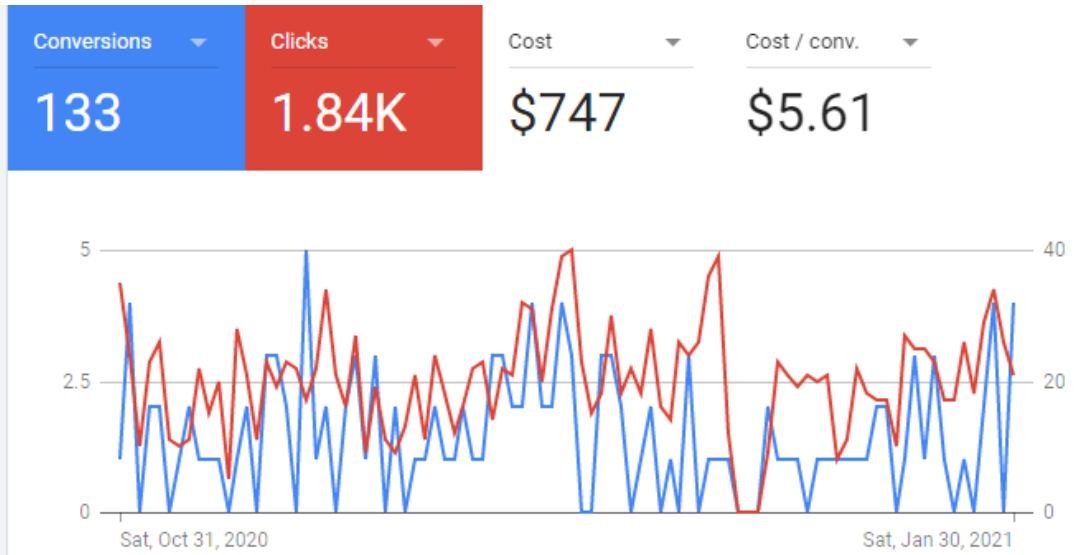 Conversions Clicks Cost Cost / conv.
133 1.84K $747 $5.61
5 40
2.5 20
0 0
Sat, Oct 31, 2020 Sat, Jan 30, 2021